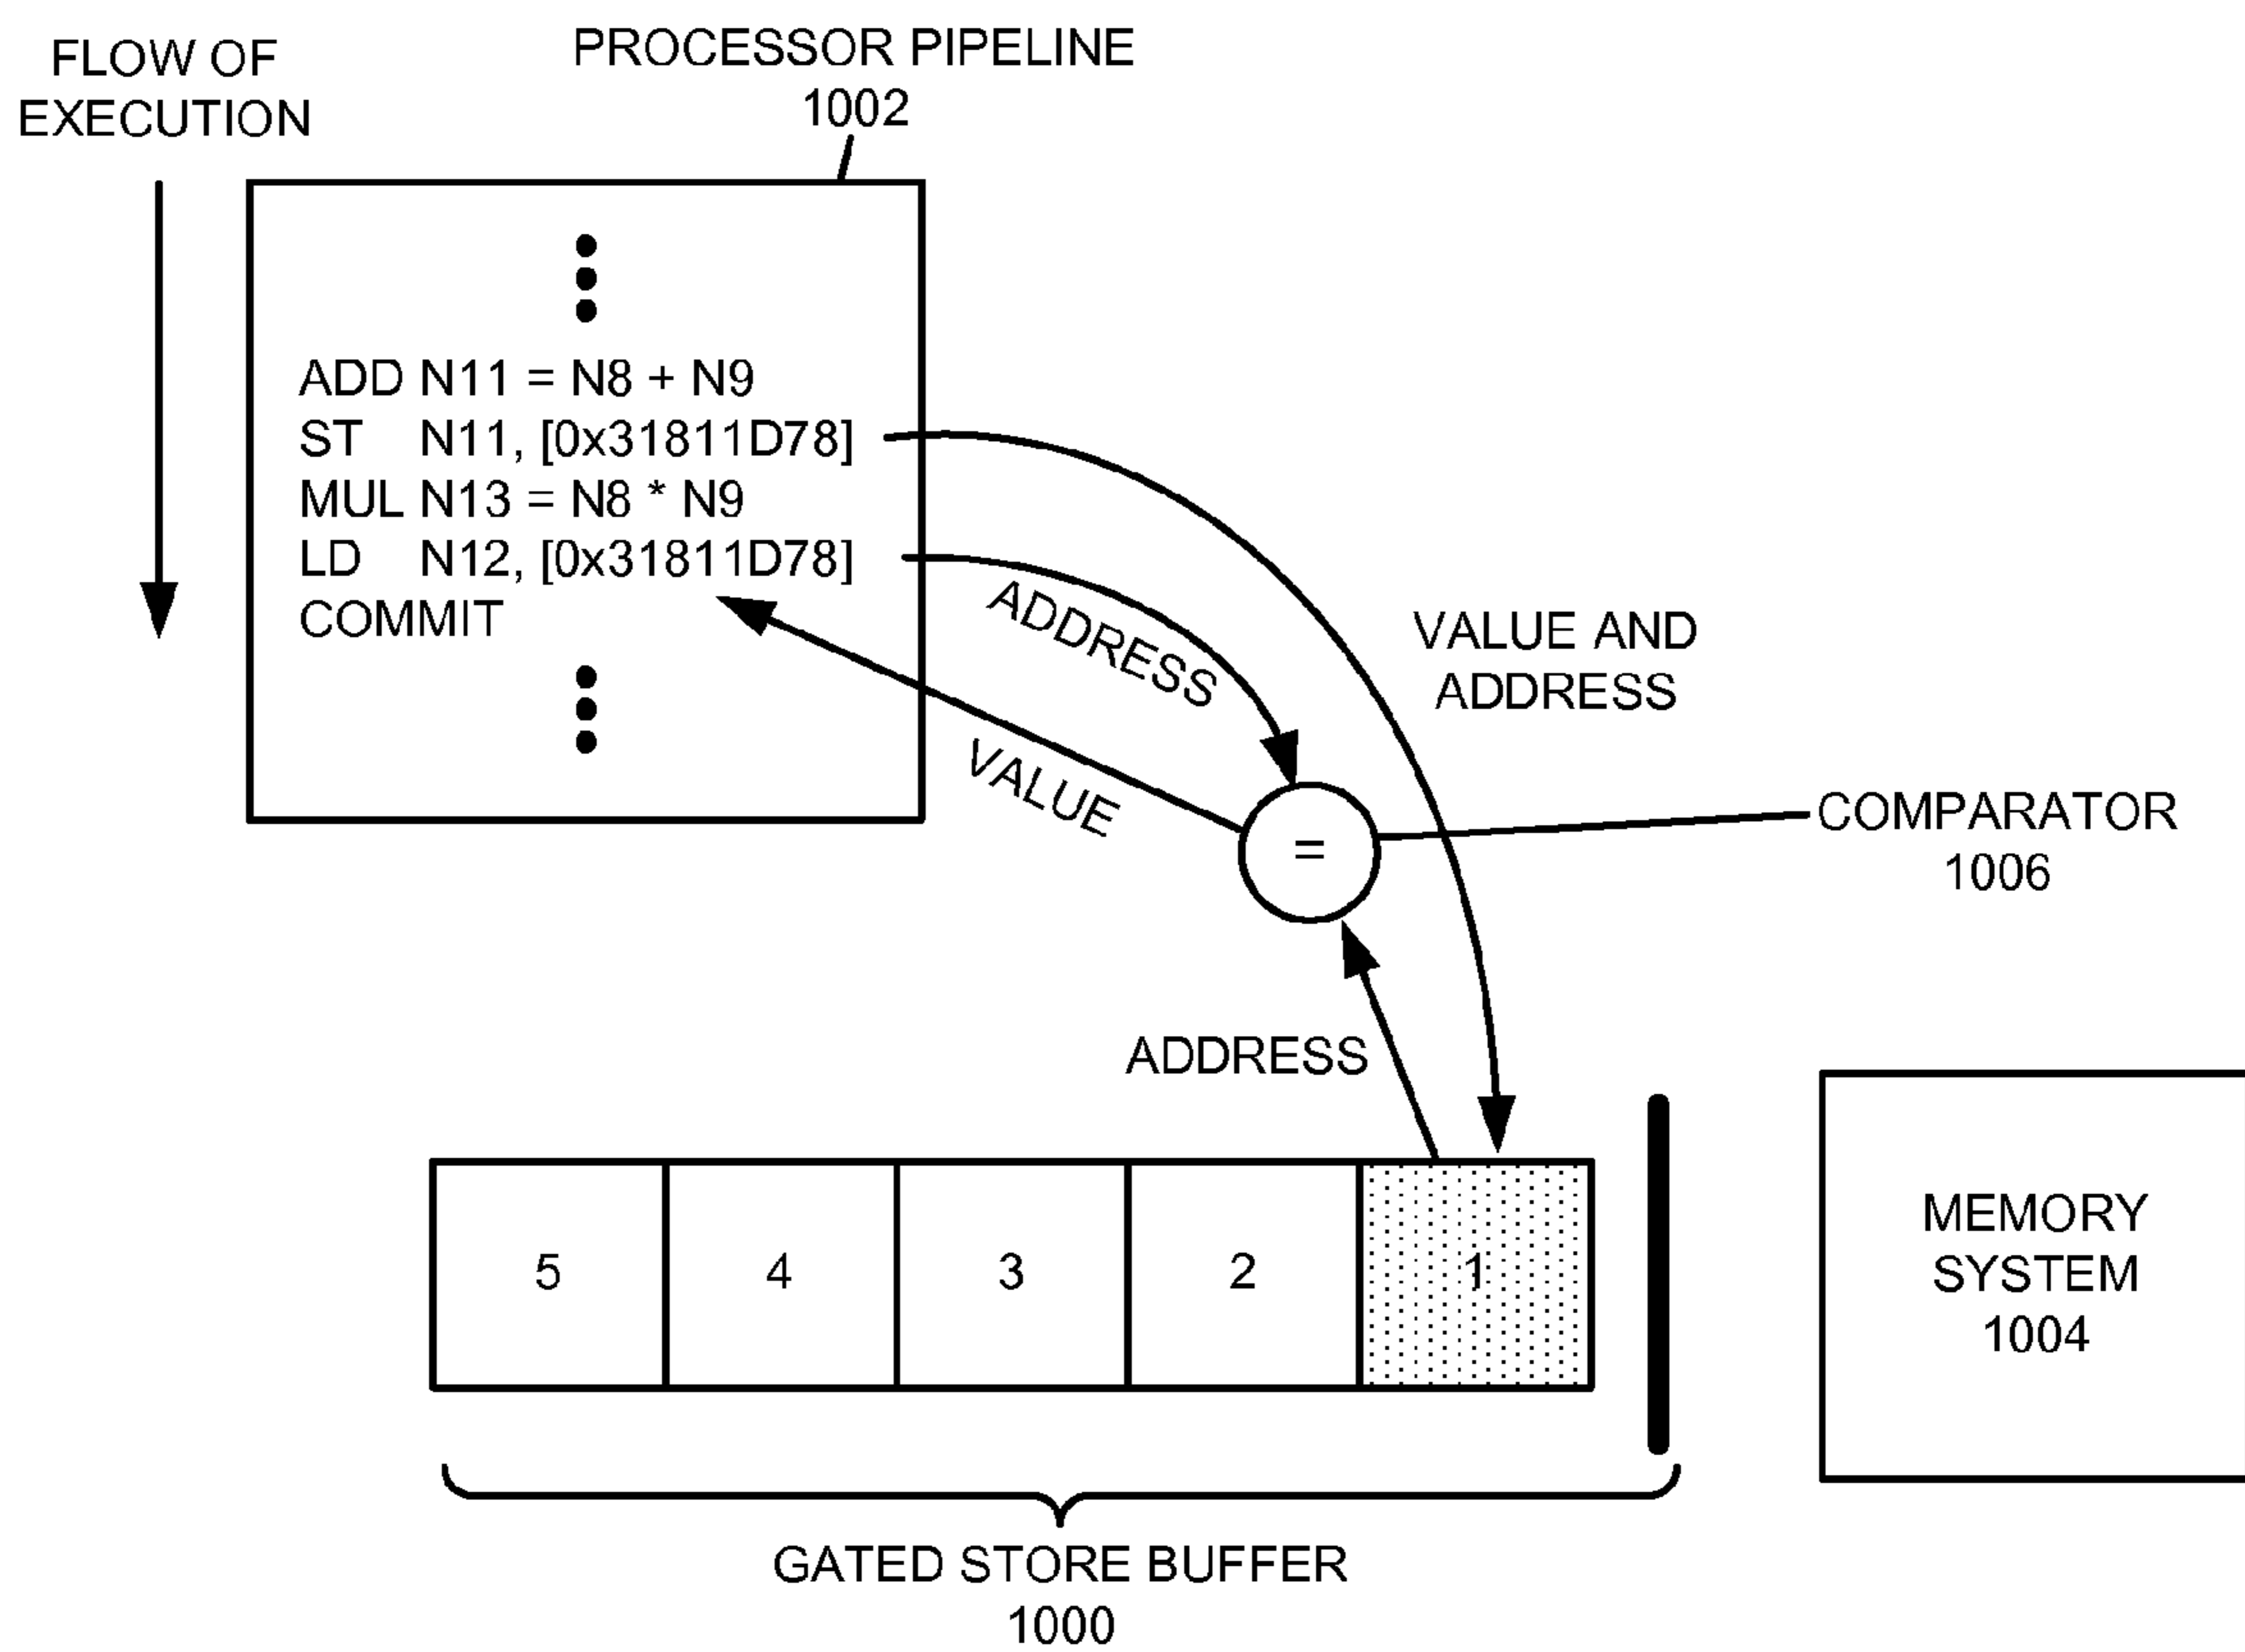 FLOW OF
EXECUTION
PROCESSOR PIPELINE
1002
ADD N11 = N8 + N9
ST N11, [0x31811D78]
MUL N13 = N8 * N9
LD N12, [0x31811D78]
COMMIT
ADDRESS
VALUE
VALUE AND
ADDRESS
=
COMPARATOR
1006
ADDRESS
5 4 3 2 1
MEMORY
SYSTEM
1004
GATED STORE BUFFER
1000